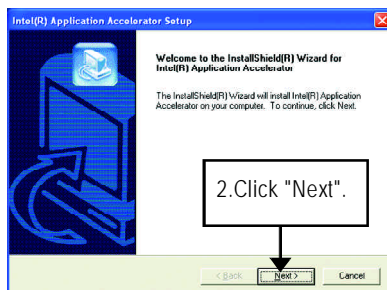 Intel(R) Application Accelerator Setup
Welcome to the InstallShield(R) Wizard for
Intel(R) Application Accelerator
The InstallShield(R) Wizard will install Intel(R) Application
Accelerator on your computer. To continue, click Next.
2.Click "Next".
< Back
Next >
Cancel